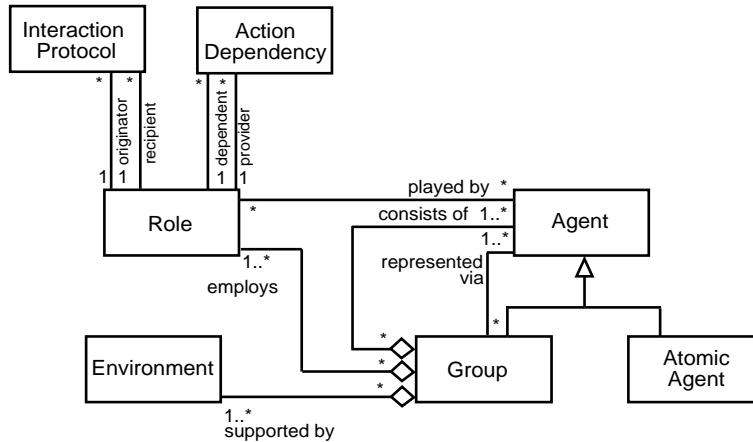 Interaction
Protocol
Action
Dependency
* *
* *
originator
recipient
dependent
provider
1 1
1 1
played by *
Role
*
consists of 1..*
Agent
1..*
1..*
employs
represented
via
*
*
Environment
*
Group
Atomic
Agent
*
1..*
supported by